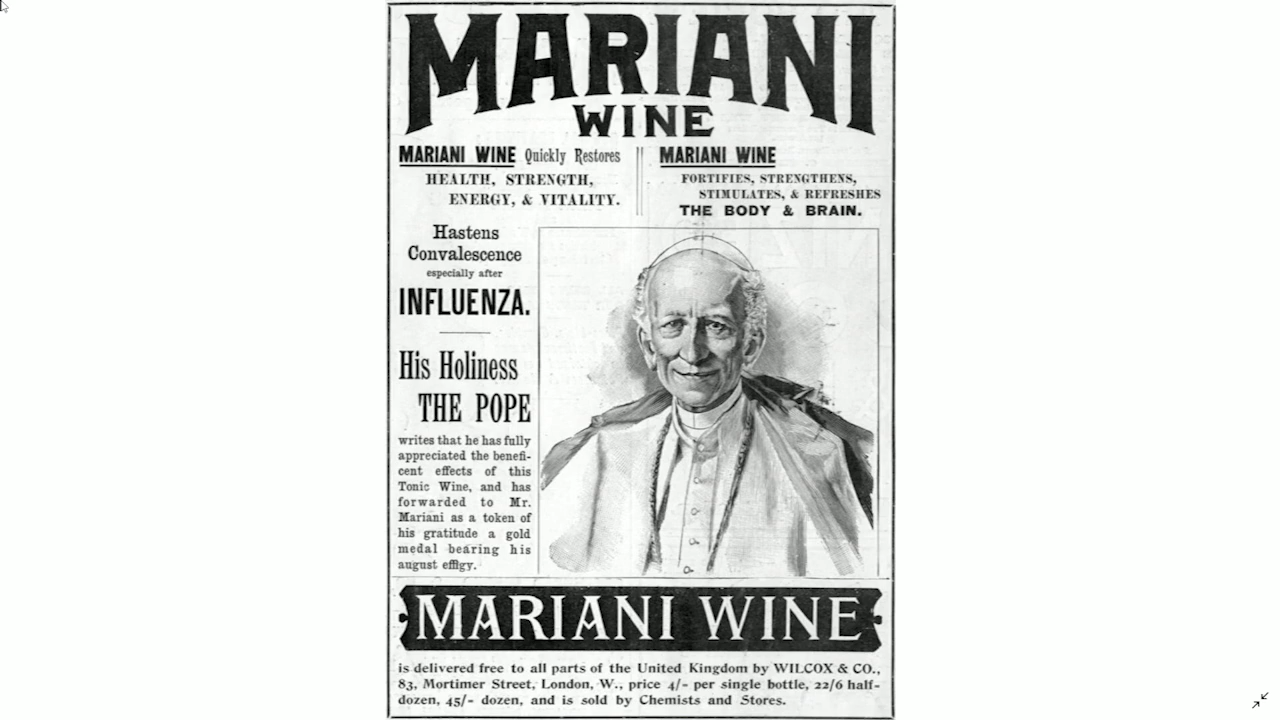 MARIANI
WINE
MARIANI WINE Quickly Restores
HEALTH, STRENGTH,
ENERGY, & VITALITY.
MARIANI WINE
FORTIFIES, STRENGTHENS,
STIMULATES, & REFRESHES
THE BODY & BRAIN.
Hastens
Convalescence
especially after
INFLUENZA.
His Holiness
THE POPE
writes that he has fully
appreciated the benefi-
cent effects of this
Tonic Wine, and has
forwarded to Mr.
Mariani as a token of
his gratitude a gold
medal bearing his
august effigy.
MARIANI WINE
is delivered free to all parts of the United Kingdom by WILCOX & CO.,
83, Mortimer Street, London, W., price 4/- per single bottle, 22/6 half-
dozen, 45/- dozen, and is sold by Chemists and Stores.